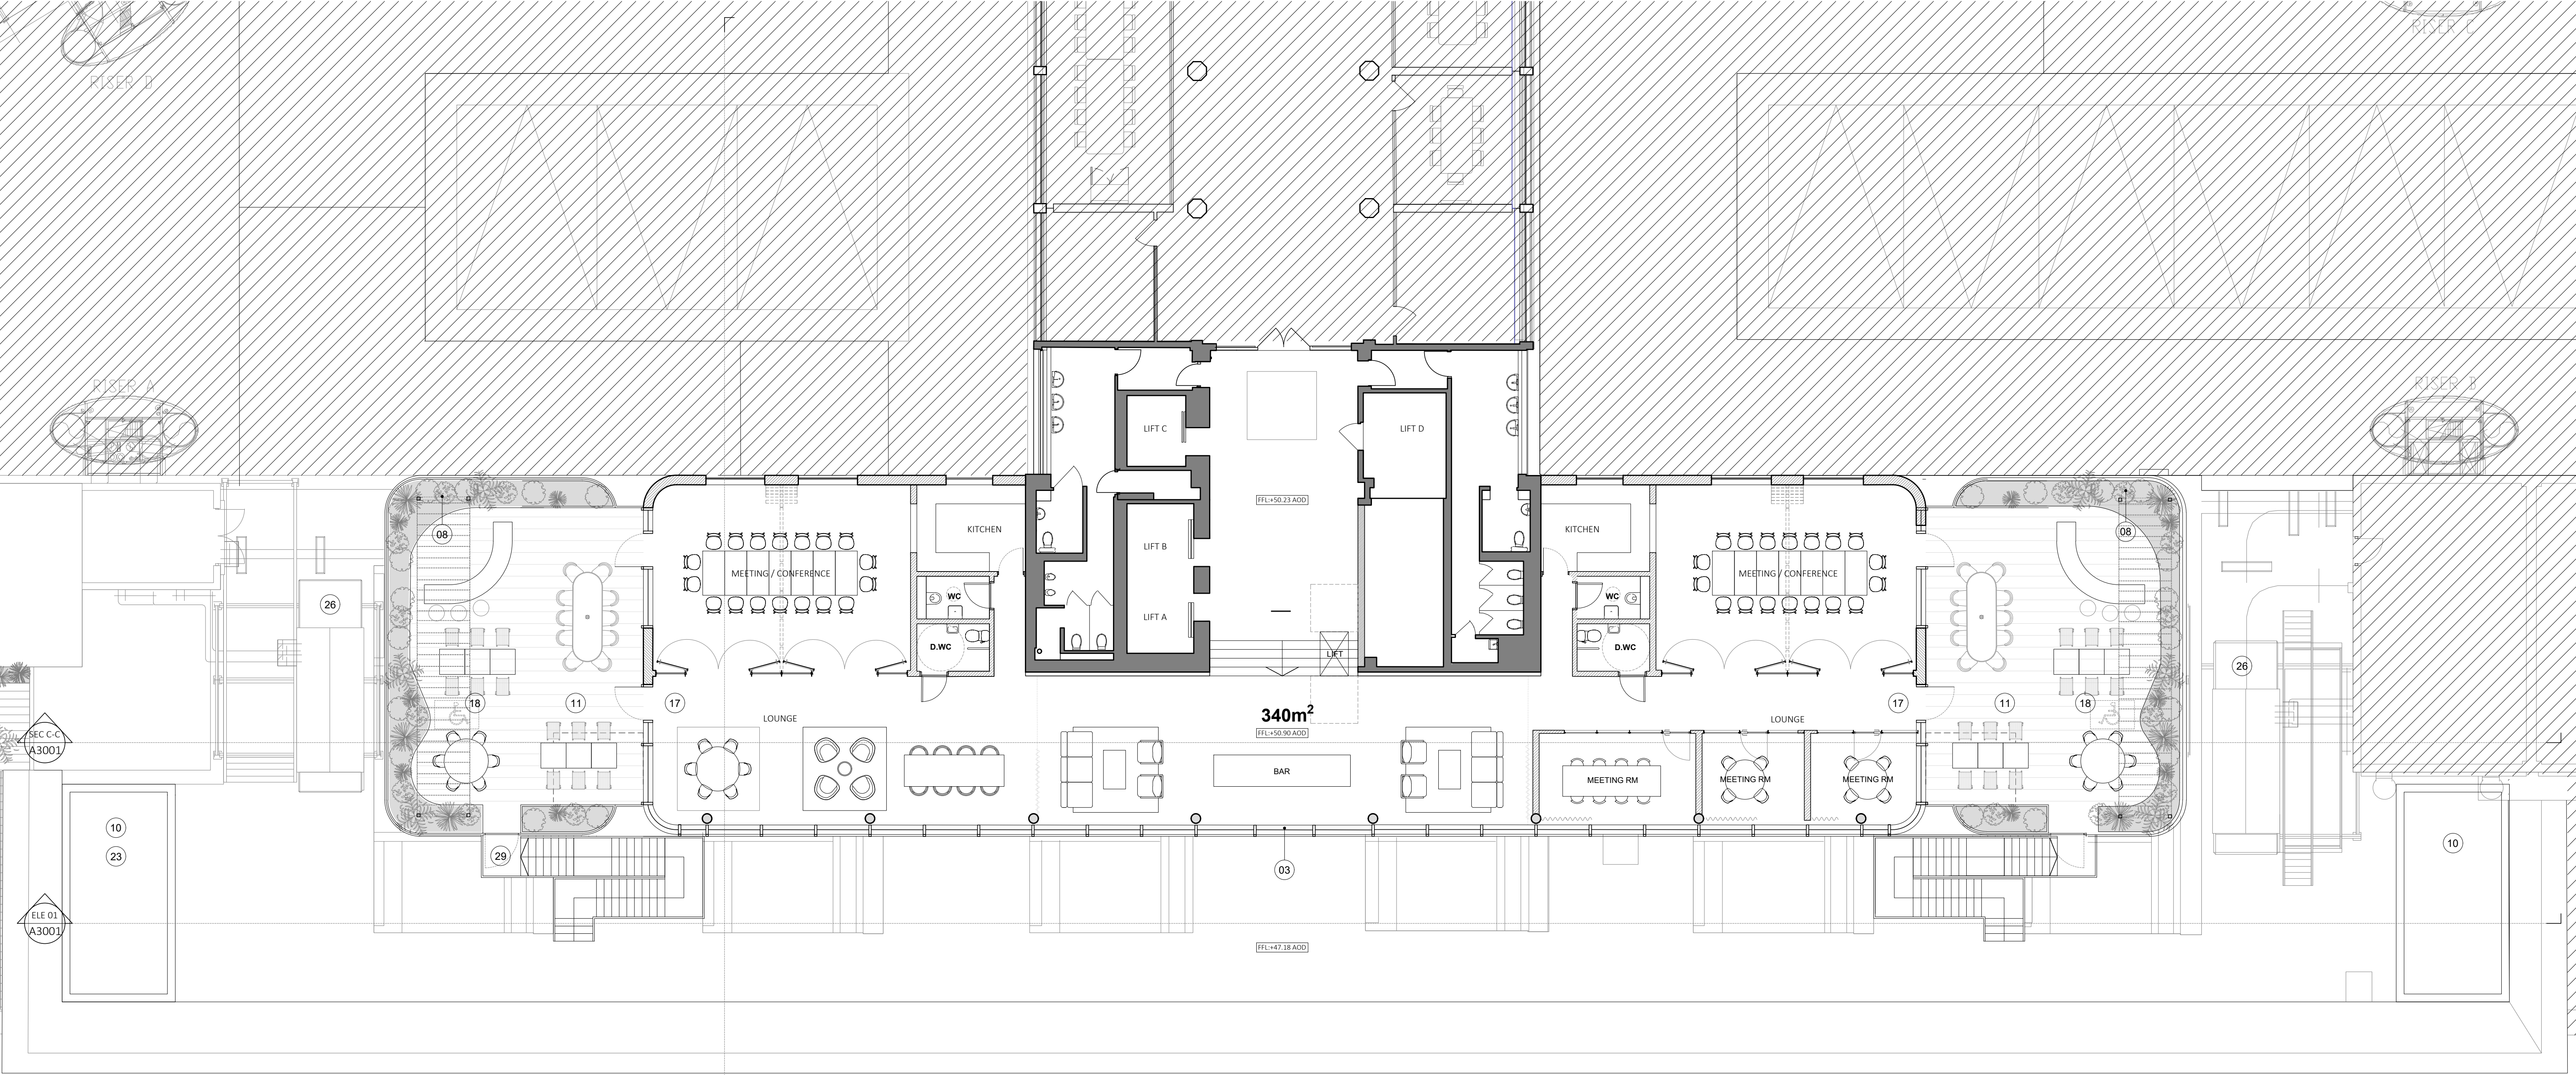 RISER C
RISER D
RISER A
RISER B
LIFT C
LIFT D
FFL:+50.23 AOD
08
KITCHEN
KITCHEN
08
LIFT B
MEETING / CONFERENCE
MEETING / CONFERENCE
26
WC
WC
LIFT A
D.WC
D.WC
LIFT
26
18
11
17
17
11
18
LOUNGE
340m²
LOUNGE
SEC C-C
A3001
FFL:+50.90 AOD
BAR
MEETING RM
MEETING RM
MEETING RM
10
23
29
03
10
ELE 01
A3001
FFL:+47.18 AOD